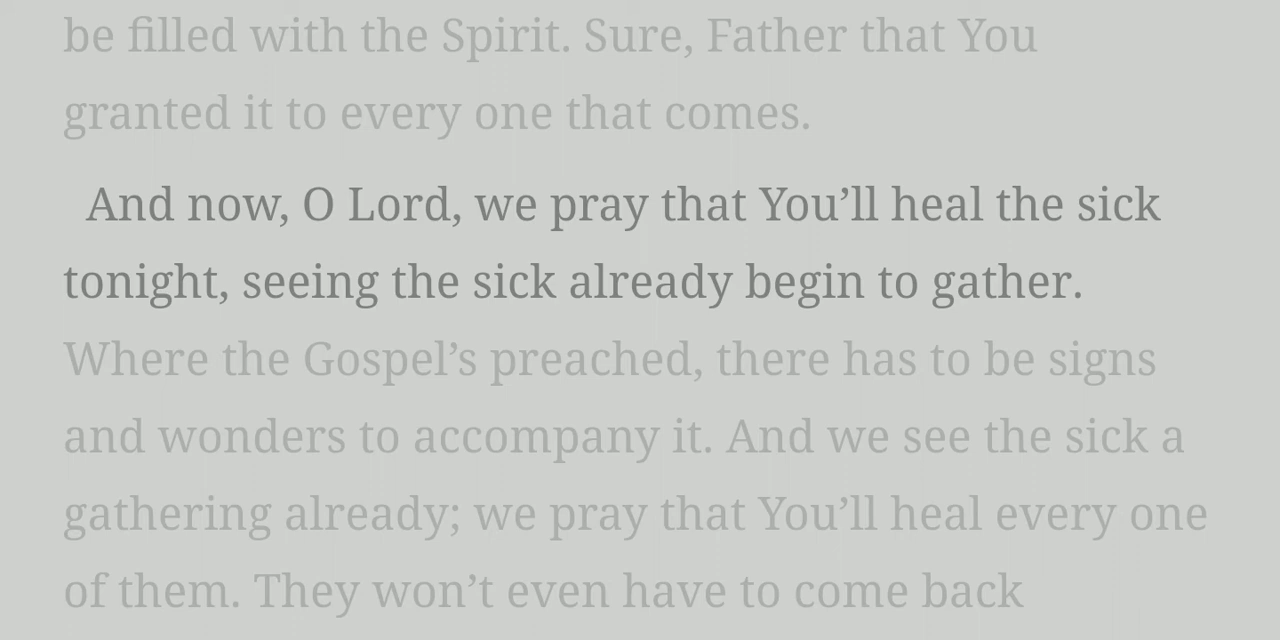 be filled with the Spirit. Sure, Father that You
granted it to every one that comes.
And now, O Lord, we pray that You’ll heal the sick
tonight, seeing the sick already begin to gather.
Where the Gospel’s preached, there has to be signs
and wonders to accompany it. And we see the sick a
gathering already; we pray that You’ll heal every one
of them. They won’t even have to come back